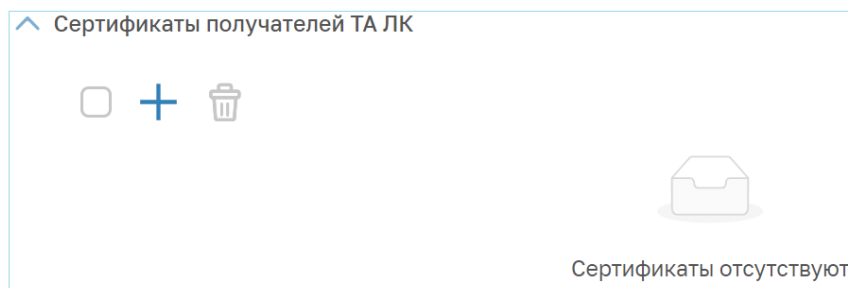 Сертификаты получателей ТА ЛК
Сертификаты отсутствуют